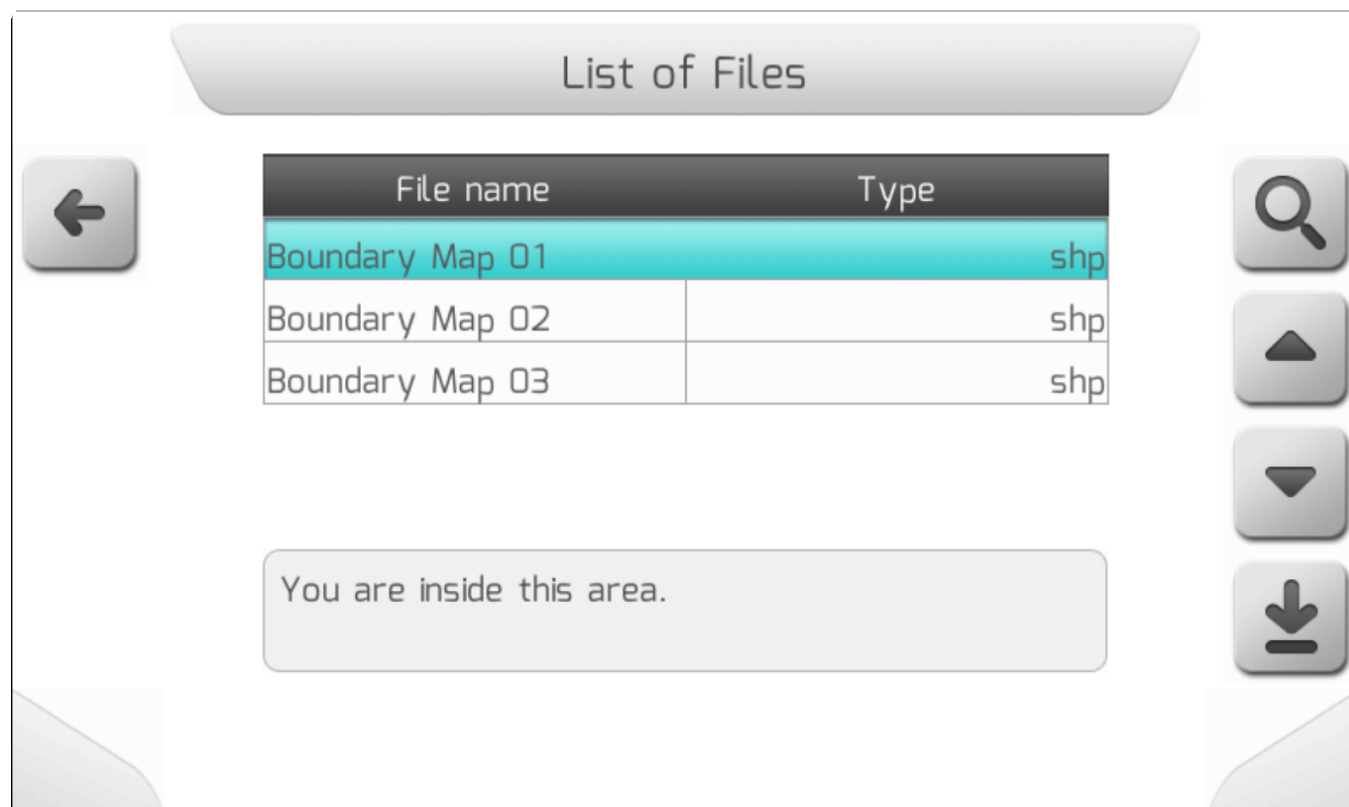 List of Files
File name Type
Boundary Map 01 shp
Boundary Map 02 shp
Boundary Map 03 shp
You are inside this area.